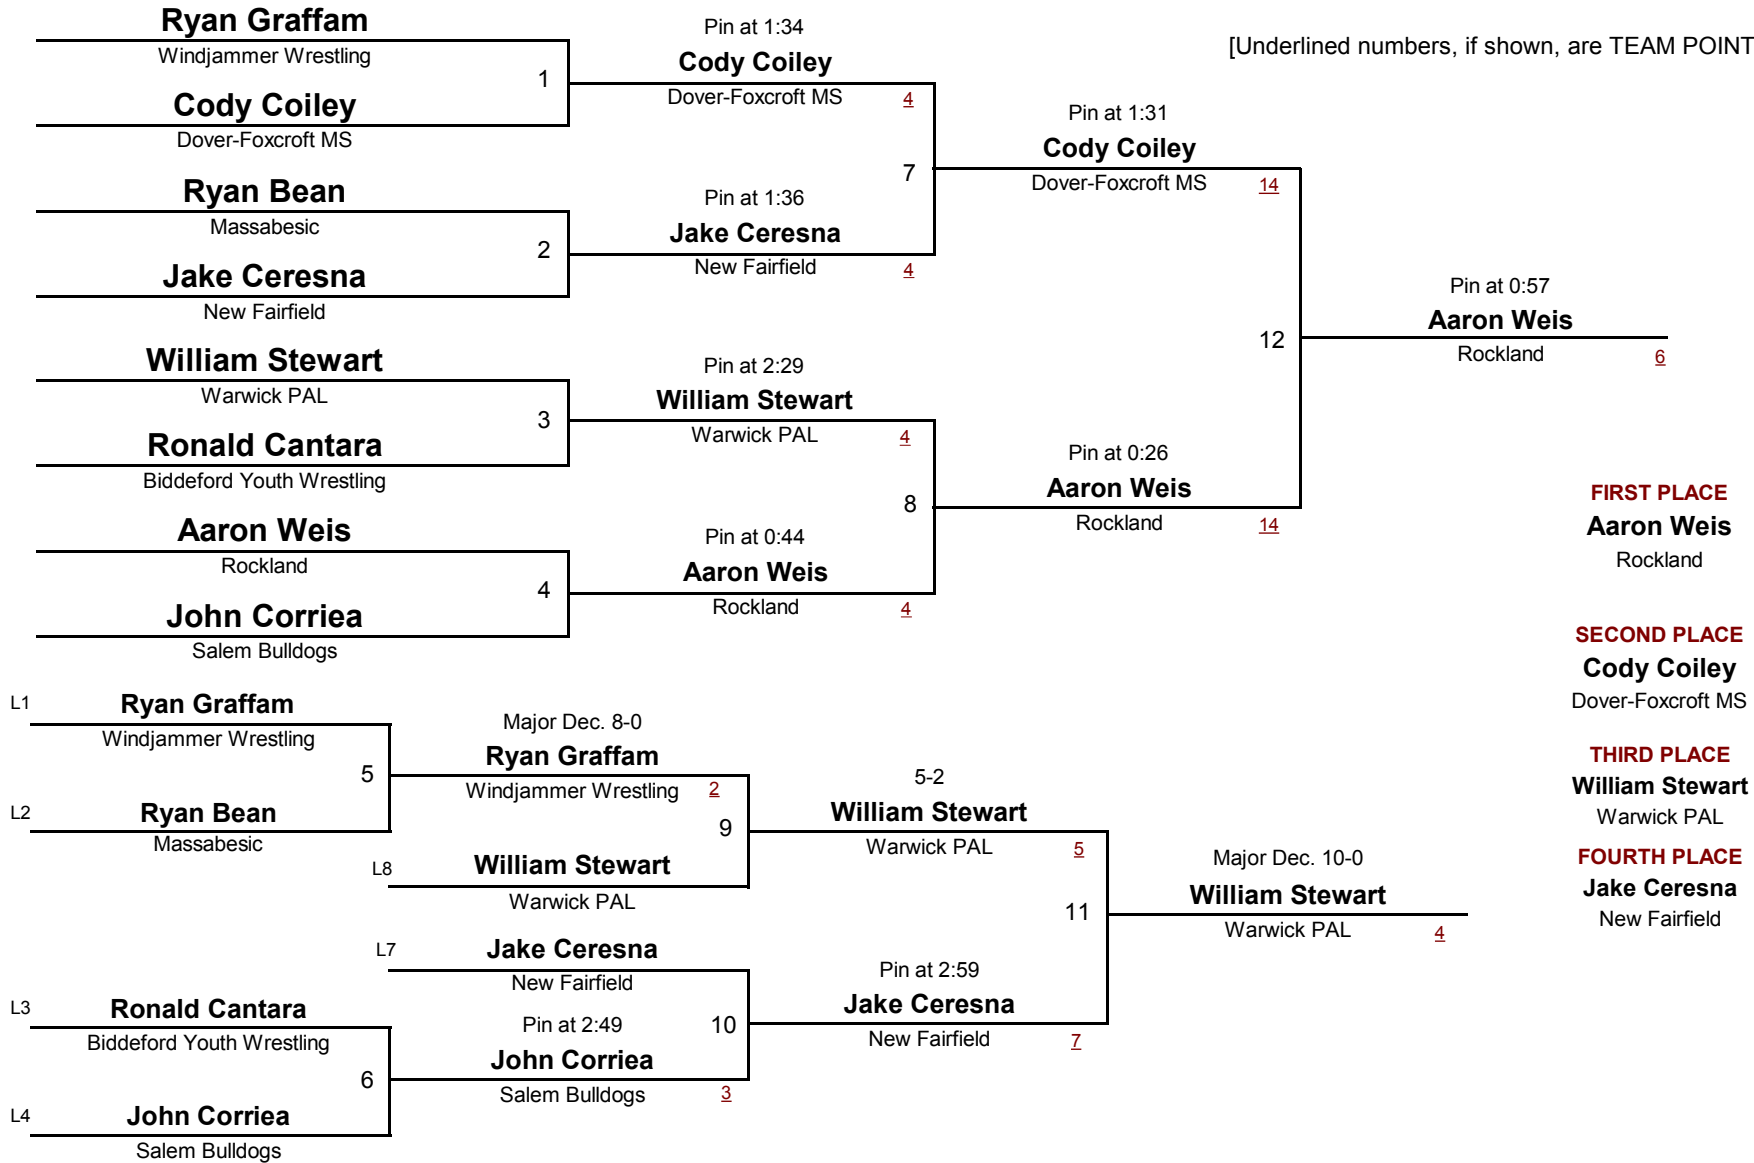 [Underlined numbers, if shown, are TEAM POINT
Ryan Graffam
Windjammer Wrestling
1
Cody Coiley
Dover-Foxcroft MS
Ryan Bean
Massabesic
2
Jake Ceresna
New Fairfield
William Stewart
Warwick PAL
3
Ronald Cantara
Biddeford Youth Wrestling
Aaron Weis
Rockland
4
John Corriea
Salem Bulldogs
Pin at 1:34
Cody Coiley
Dover-Foxcroft MS 4
7
Pin at 1:36
Jake Ceresna
New Fairfield 4
Pin at 2:29
William Stewart
Warwick PAL 4
8
Pin at 0:44
Aaron Weis
Rockland 4
Pin at 1:31
Cody Coiley
Dover-Foxcroft MS 14
12
Pin at 0:26
Aaron Weis
Rockland 14
Pin at 0:57
Aaron Weis
Rockland 6
FIRST PLACE
Aaron Weis
Rockland
SECOND PLACE
Cody Coiley
Dover-Foxcroft MS
THIRD PLACE
William Stewart
Warwick PAL
FOURTH PLACE
Jake Ceresna
New Fairfield
L1 Ryan Graffam
Windjammer Wrestling
5
L2 Ryan Bean
Massabesic
L3 Ronald Cantara
Biddeford Youth Wrestling
6
L4 John Corriea
Salem Bulldogs
Major Dec. 8-0
Ryan Graffam
Windjammer Wrestling 2
9
L8 William Stewart
Warwick PAL
L7 Jake Ceresna
New Fairfield
10
Pin at 2:49
John Corriea
Salem Bulldogs 3
5-2
William Stewart
Warwick PAL 5
11
Pin at 2:59
Jake Ceresna
New Fairfield 7
Major Dec. 10-0
William Stewart
Warwick PAL 4